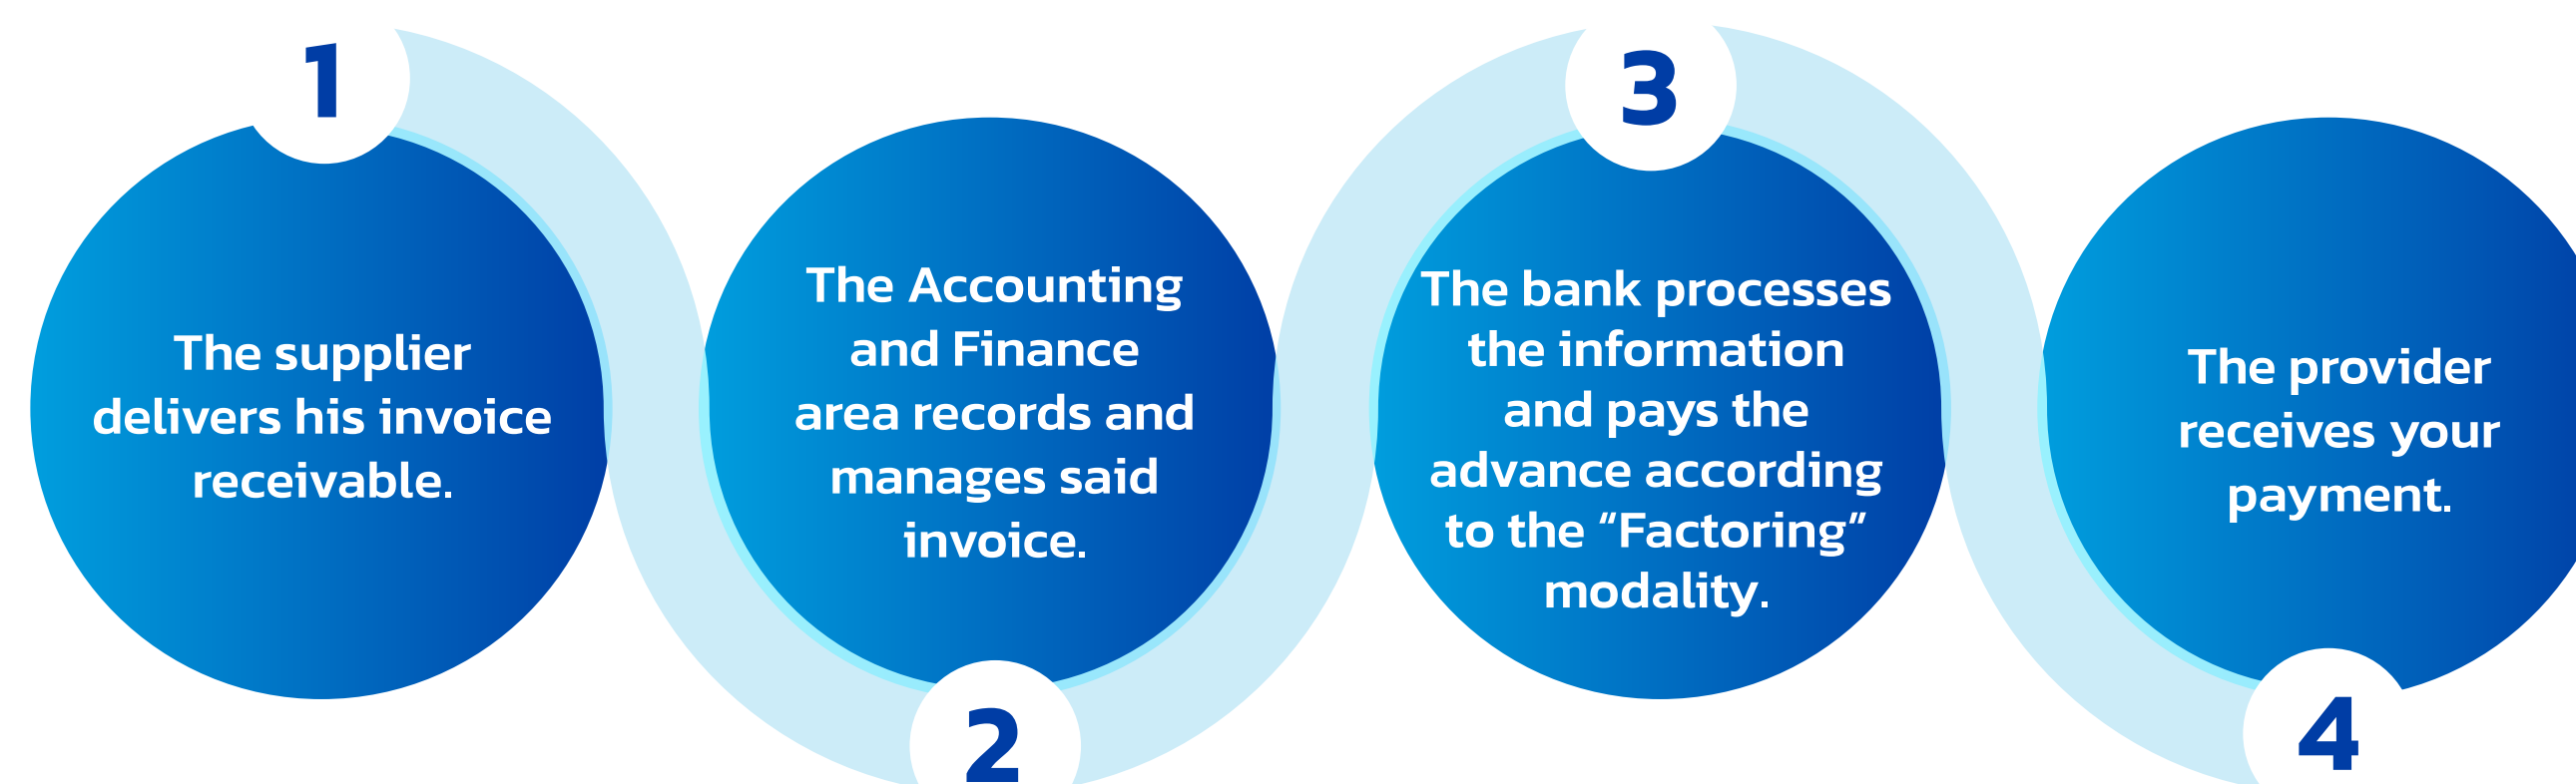 1
The supplier
delivers his invoice
receivable.
2
The Accounting
and Finance
area records and
manages said
invoice.
3
The bank processes
the information
and pays the
advance according
to the “Factoring”
modality.
4
The provider
receives your
payment.